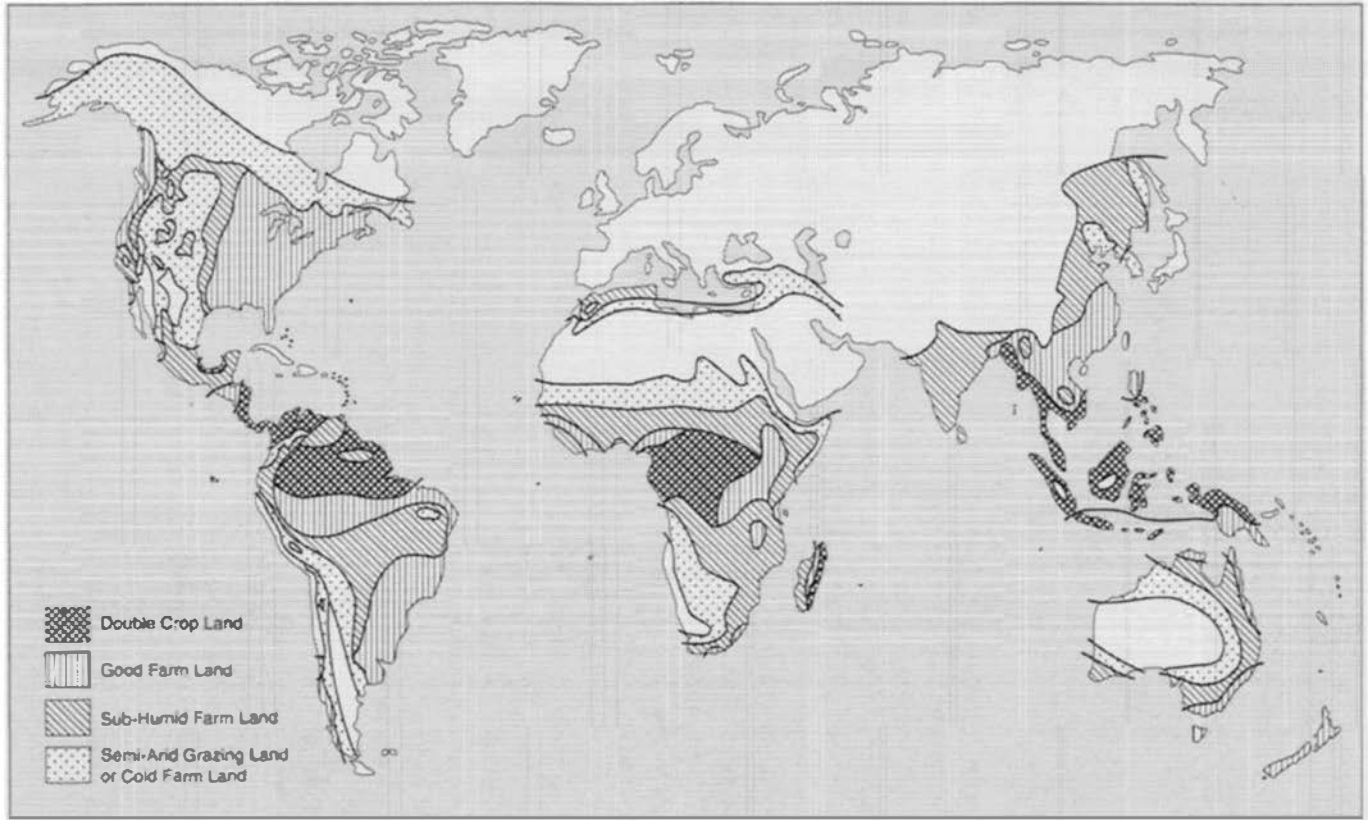 Double Crop Land
Good Farm Land
Sub-Humid Farm Land
Semi-Arid Grazing Land
or Cold Farm Land